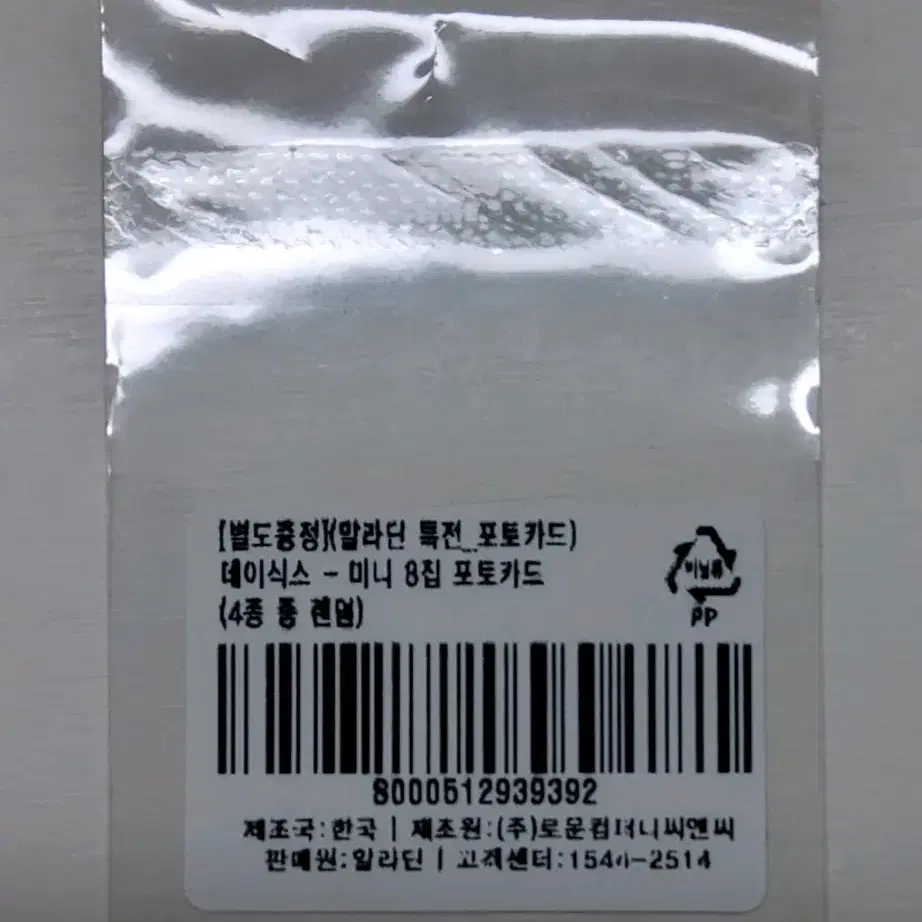 [별도증정](알라딘 특전_포토카드)
데이식스 - 미니 8집 포토카드
(4종 중 랜덤)
비닐류
PP
8000512939392
제조국:한국 | 제조원:(주)로운컴퍼니씨앤씨
판매원:알라딘 | 고객센터:1544-2514